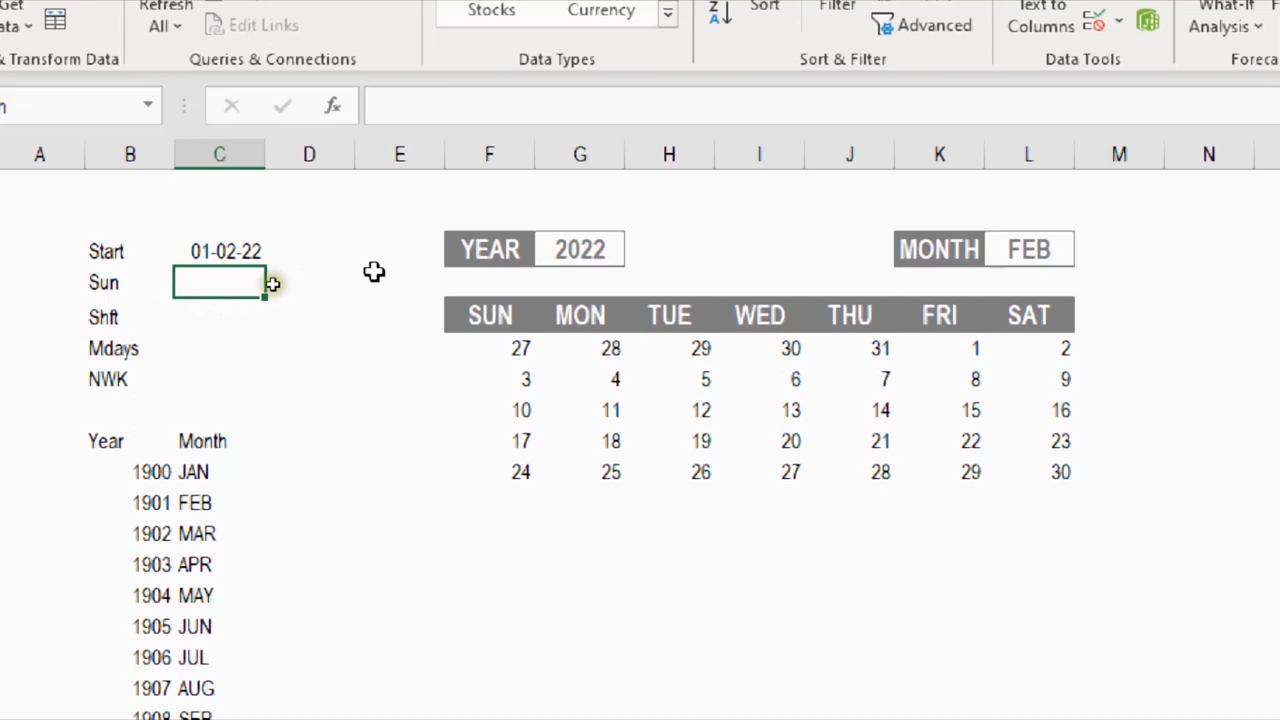 Get Refresh Stocks Currency Sort Filter Text to What-If
ata All Edit Links Advanced Columns Analysis
& Transform Data Queries & Connections Data Types Sort & Filter Data Tools Foreca
fx
A B C D E F G H I J K L M N
Start 01-02-22 YEAR 2022 MONTH FEB
Sun
Shft SUN MON TUE WED THU FRI SAT
Mdays 27 28 29 30 31 1 2
NWK 3 4 5 6 7 8 9
10 11 12 13 14 15 16
Year Month 17 18 19 20 21 22 23
1900 JAN 24 25 26 27 28 29 30
1901 FEB
1902 MAR
1903 APR
1904 MAY
1905 JUN
1906 JUL
1907 AUG
1908 SEP